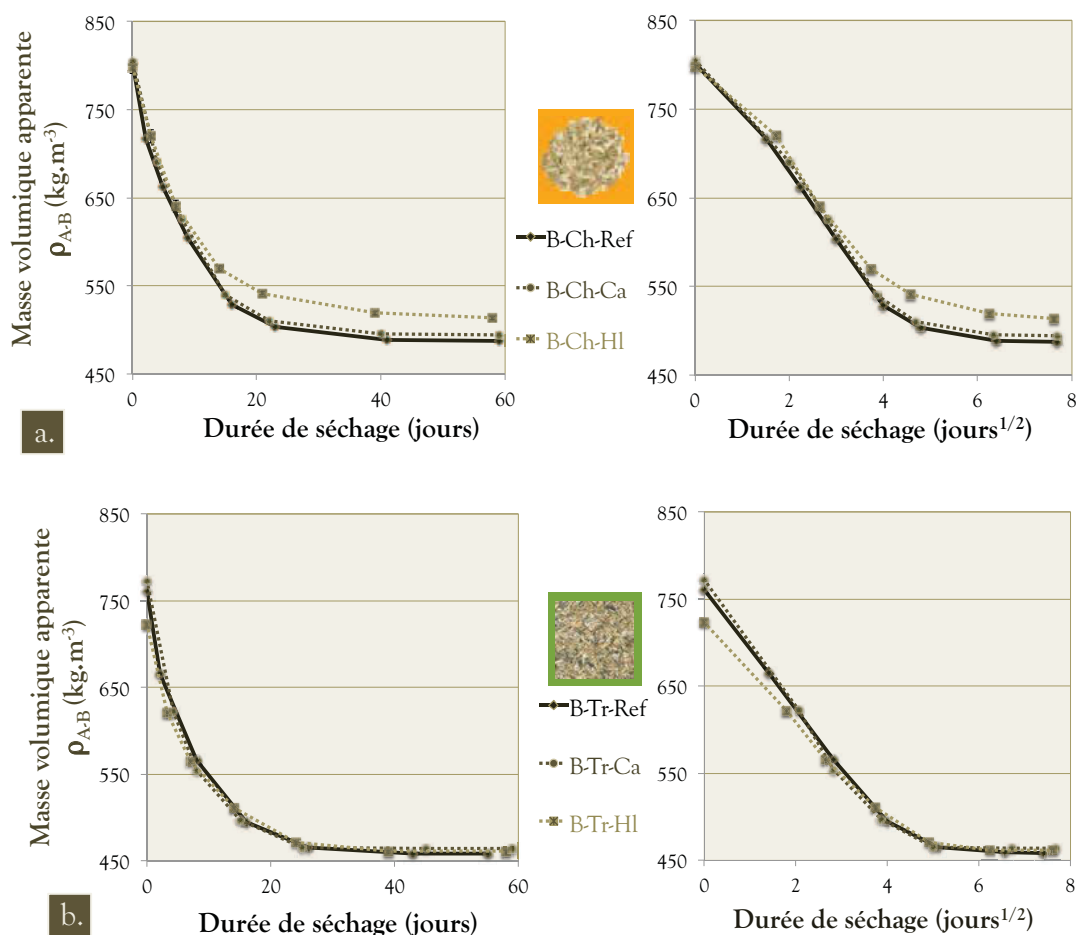 Masse volumique apparente
ρA-B (kg.m-3)
850
750
650
550
450
0
20
40
60
Durée de séchage (jours)
B-Ch-Ref
B-Ch-Ca
B-Ch-Hl
850
750
650
550
450
0
2
4
6
8
Durée de séchage (jours1/2)
a.
Masse volumique apparente
ρA-B (kg.m-3)
850
750
650
550
450
0
20
40
60
Durée de séchage (jours)
B-Tr-Ref
B-Tr-Ca
B-Tr-Hl
850
750
650
550
450
0
2
4
6
8
Durée de séchage (jours1/2)
b.